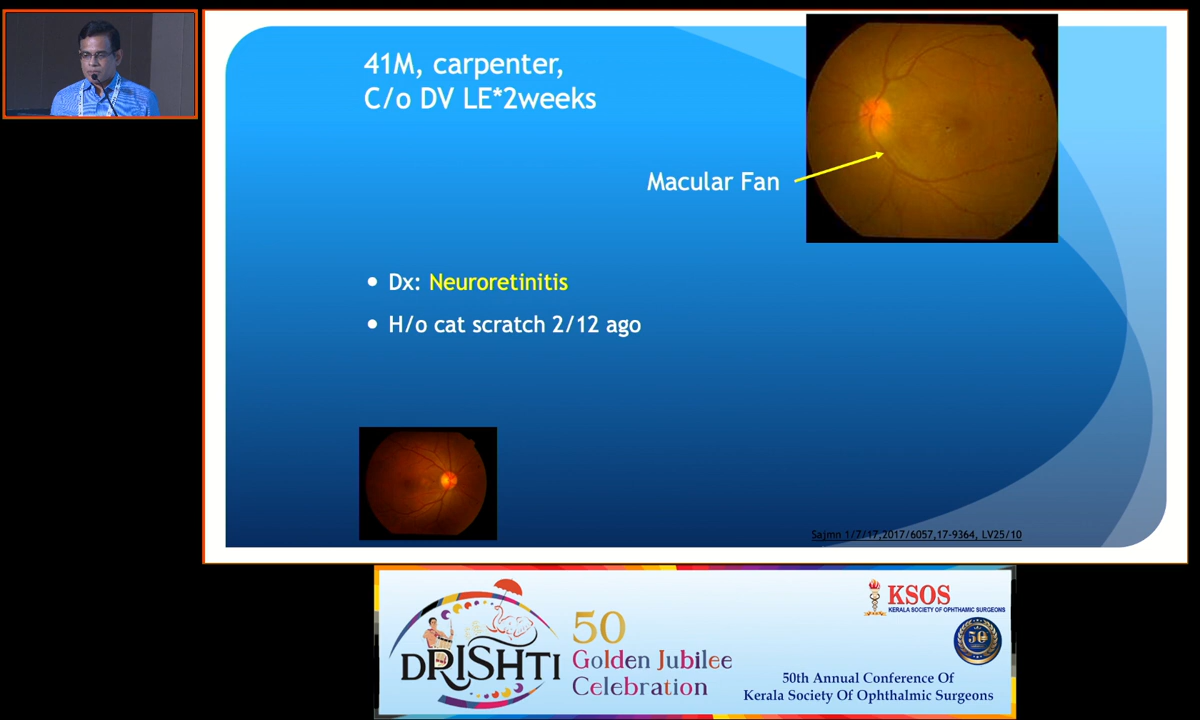 41M, carpenter,
C/o DV LE*2weeks
Macular Fan
• Dx: Neuroretinitis
• H/o cat scratch 2/12 ago
Sajmn 1/7/17,2017/6057,17-9364, LV25/10
DRISHTI
50
Golden Jubilee
Celebration
KSOS
KERALA SOCIETY OF OPHTHAMIC SURGEONS
50
50th Annual Conference Of
Kerala Society Of Ophthalmic Surgeons